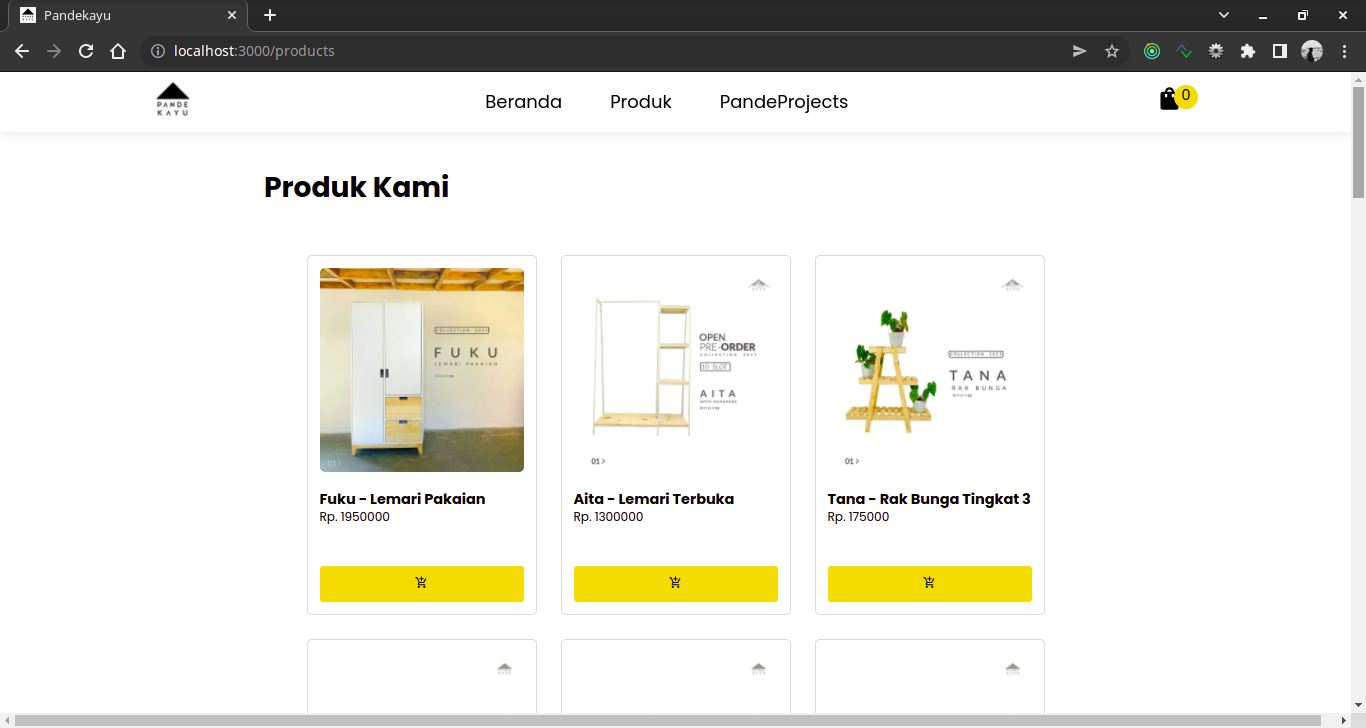 Pandekayu
localhost:3000/products
PANDE
KAYU
Beranda
Produk
PandeProjects
0
Produk Kami
COLLECTION 2021
FUKU
LEMARI PAKAIAN
01 >
Fuku - Lemari Pakaian
Rp. 1950000
OPEN
PRE-ORDER
COLLECTION 2021
10 SLOT
AITA
OPEN WARDROBE
01 >
Aita - Lemari Terbuka
Rp. 1300000
COLLECTION 2021
TANA
RAK BUNGA
01 >
Tana - Rak Bunga Tingkat 3
Rp. 175000